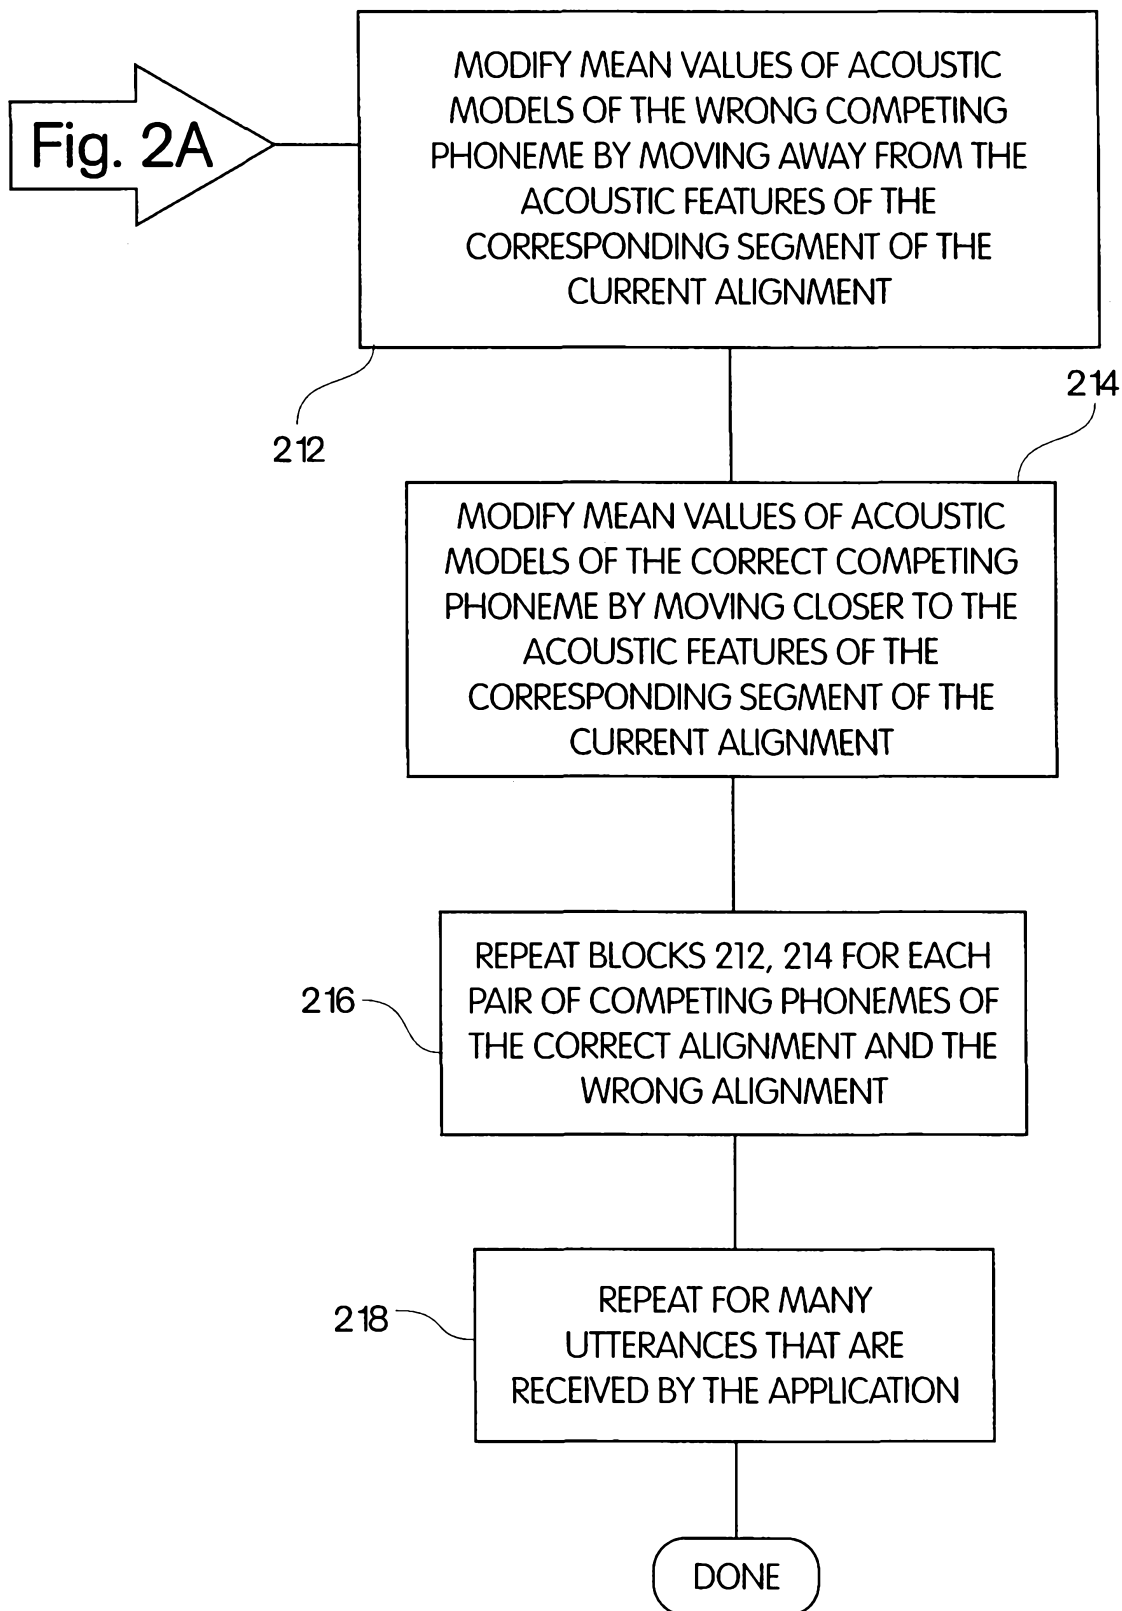 Fig. 2A
MODIFY MEAN VALUES OF ACOUSTIC
MODELS OF THE WRONG COMPETING
PHONEME BY MOVING AWAY FROM THE
ACOUSTIC FEATURES OF THE
CORRESPONDING SEGMENT OF THE
CURRENT ALIGNMENT
212
214
MODIFY MEAN VALUES OF ACOUSTIC
MODELS OF THE CORRECT COMPETING
PHONEME BY MOVING CLOSER TO THE
ACOUSTIC FEATURES OF THE
CORRESPONDING SEGMENT OF THE
CURRENT ALIGNMENT
216
REPEAT BLOCKS 212, 214 FOR EACH
PAIR OF COMPETING PHONEMES OF
THE CORRECT ALIGNMENT AND THE
WRONG ALIGNMENT
218
REPEAT FOR MANY
UTTERANCES THAT ARE
RECEIVED BY THE APPLICATION
DONE